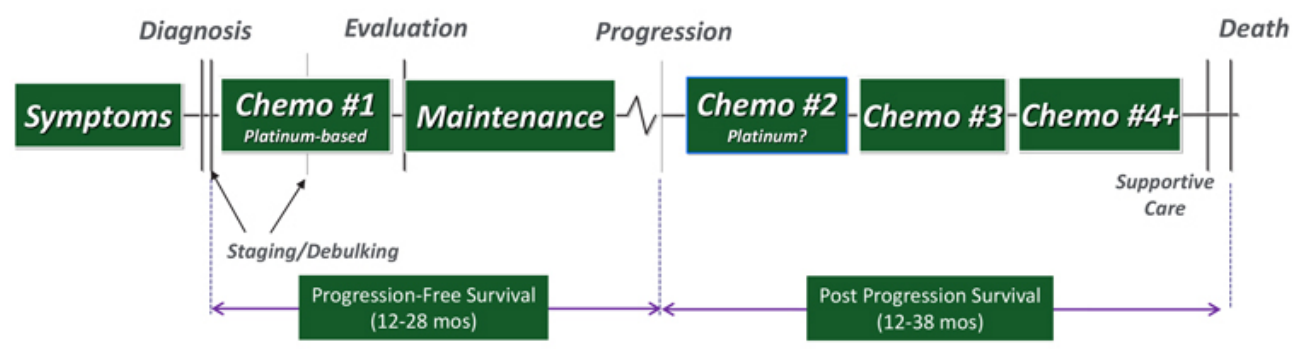 Diagnosis
Evaluation
Progression
Death
Symptoms
Chemo #1
Platinum-based
Maintenance
Chemo #2
Platinum?
Chemo #3
Chemo #4+
Supportive
Care
Staging/Debulking
Progression-Free Survival
(12-28 mos)
Post Progression Survival
(12-38 mos)